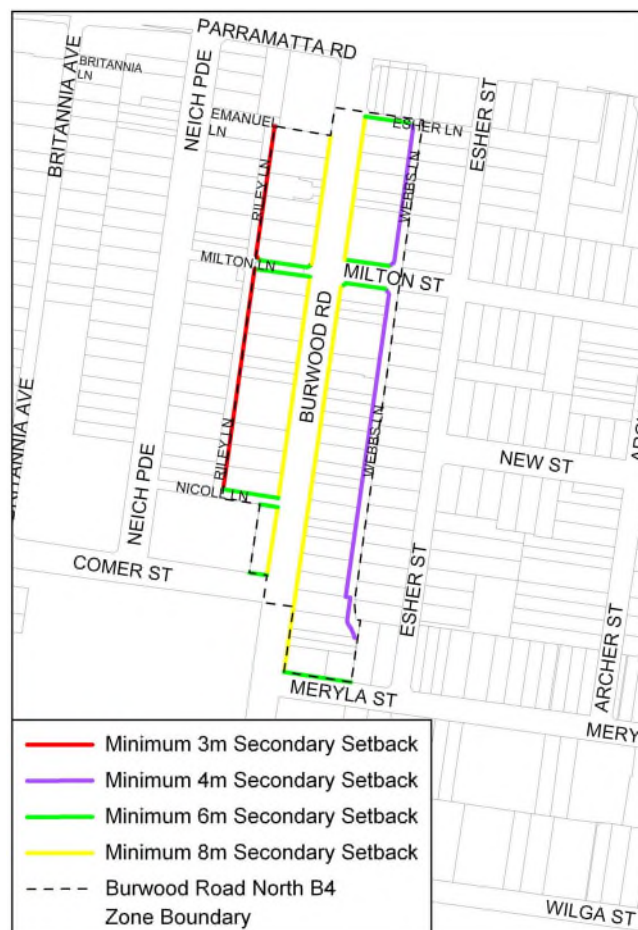 PARRAMATTA RD
BRITANNIA AVE
BRITANNIA
LN
NEICH PDE
EMANUEL
LN
ESHER LN
ESHER ST
RILEY LN
WEBBS LN
MILTON LN
MILTON ST
BURWOOD RD
RILEY LN
WEBBS LN
NEW ST
NICOLL LN
BRITANNIA AVE
NEICH PDE
COMER ST
ESHER ST
ARCHER ST
MERYLA ST
MERY
Minimum 3m Secondary Setback
Minimum 4m Secondary Setback
Minimum 6m Secondary Setback
Minimum 8m Secondary Setback
Burwood Road North B4
Zone Boundary
WILGA ST